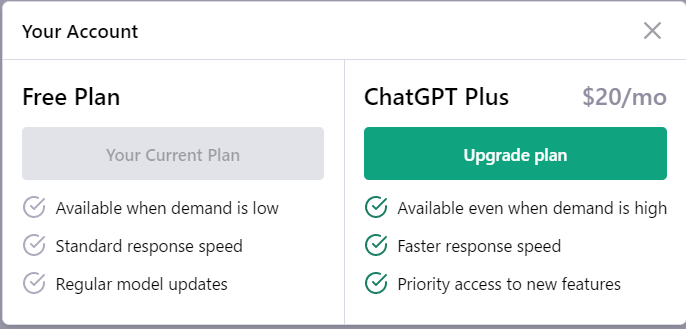 Your Account
Free Plan
Your Current Plan
Available when demand is low
Standard response speed
Regular model updates
ChatGPT Plus $20/mo
Upgrade plan
Available even when demand is high
Faster response speed
Priority access to new features